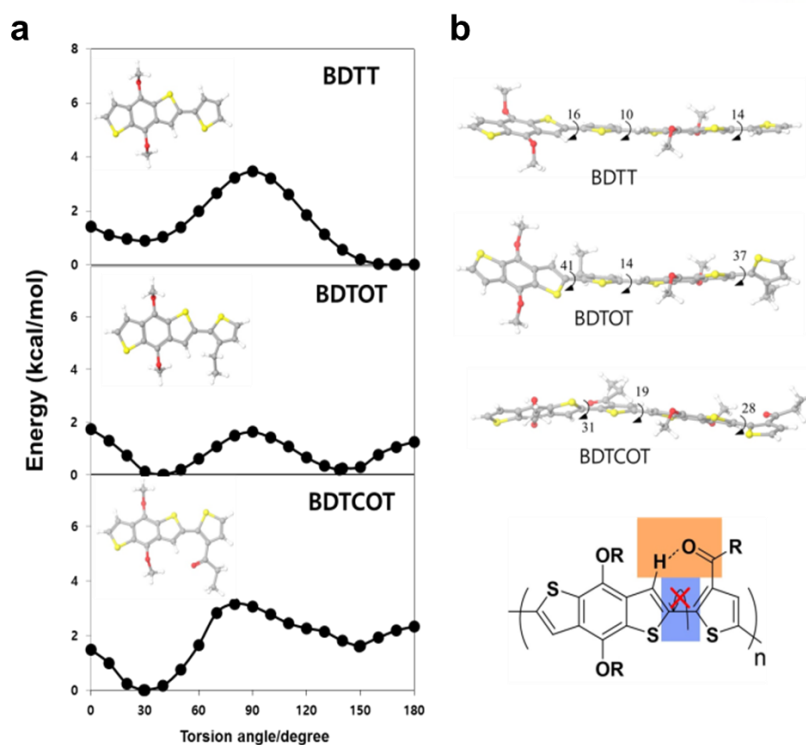 a
b
8
BDTT
6
4
2
0
BDTOT
6
4
2
0
BDTCOT
6
4
2
0
0 30 60 90 120 150 180
Torsion angle/degree
Energy (kcal/mol)
16 10 14
BDTT
41 14 37
BDTOT
31 19 28
BDTCOT
H O R
OR
S
S S
n
OR